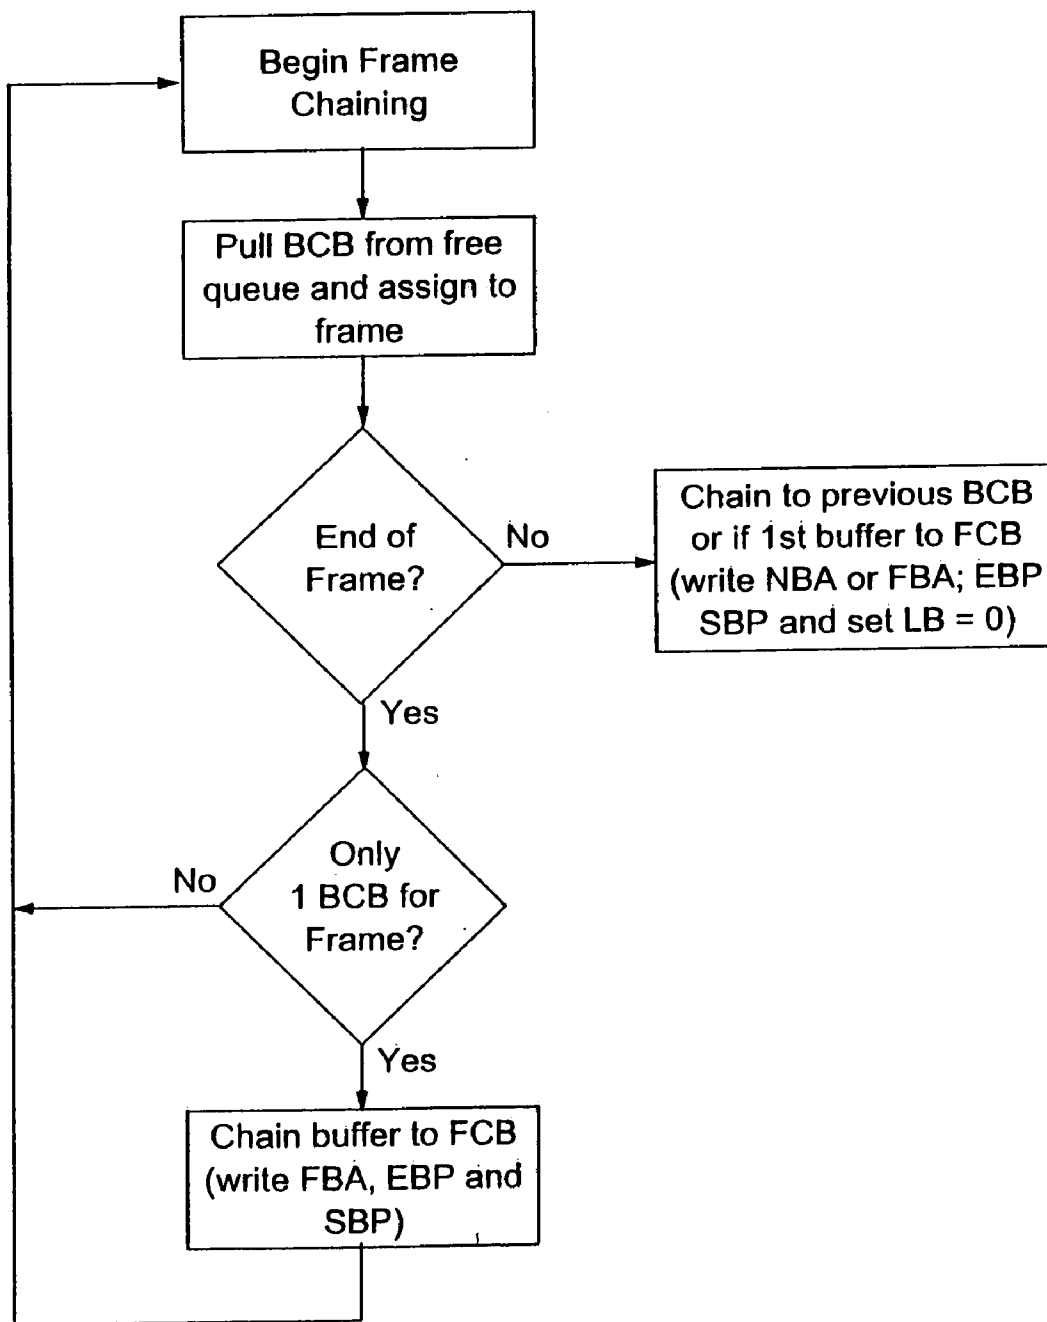 Begin Frame
Chaining
Pull BCB from free
queue and assign to
frame
End of
Frame?
No
Chain to previous BCB
or if 1st buffer to FCB
(write NBA or FBA; EBP
SBP and set LB = 0)
Yes
Only
1 BCB for
Frame?
No
Yes
Chain buffer to FCB
(write FBA, EBP and
SBP)